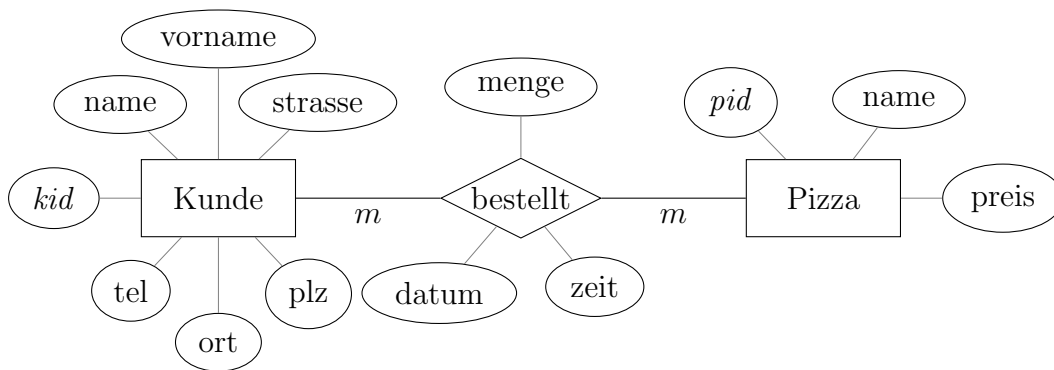 vorname
name
strasse
menge
pid
name
kid
Kunde
m
bestellt
m
Pizza
preis
tel
ort
plz
datum
zeit